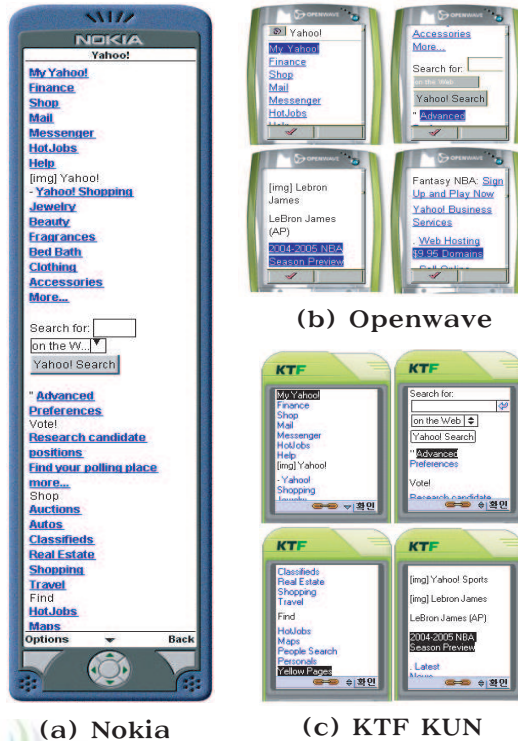 NOKIA
Yahoo!
My Yahoo!
Finance
Shop
Mail
Messenger
HotJobs
Help
[img] Yahoo!
- Yahoo! Shopping
Jewelry
Beauty
Fragrances
Bed Bath
Clothing
Accessories
More...
Search for:
on the W...
Yahoo! Search
" Advanced
Preferences
Vote!
Research candidate
positions
Find your polling place
more...
Shop
Auctions
Autos
Classifieds
Real Estate
Shopping
Travel
Find
HotJobs
Maps
Options
Back
(a) Nokia
OPENWAVE
Yahoo!
My Yahoo!
Finance
Shop
Mail
Messenger
HotJobs
Help
OPENWAVE
Accessories
More...
Search for:
on the Web
Yahoo! Search
" Advanced
OPENWAVE
[img] Lebron
James
LeBron James
(AP)
2004-2005 NBA
Season Preview
OPENWAVE
Fantasy NBA: Sign
Up and Play Now
Yahoo! Business
Services
. Web Hosting
$9.95 Domains
(b) Openwave
KTF
My Yahoo!
Finance
Shop
Mail
Messenger
HotJobs
Help
[img] Yahoo!
- Yahoo!
Shopping
Jewelry
확인
KTF
Search for:
on the Web
Yahoo! Search
" Advanced
Preferences
Vote!
Research candidate
확인
KTF
Classifieds
Real Estate
Shopping
Travel
Find
HotJobs
Maps
People Search
Personals
Yellow Pages
확인
KTF
[img] Yahoo! Sports
[img] Lebron James
LeBron James (AP)
2004-2005 NBA
Season Preview
. Latest
News
확인
(c) KTF KUN